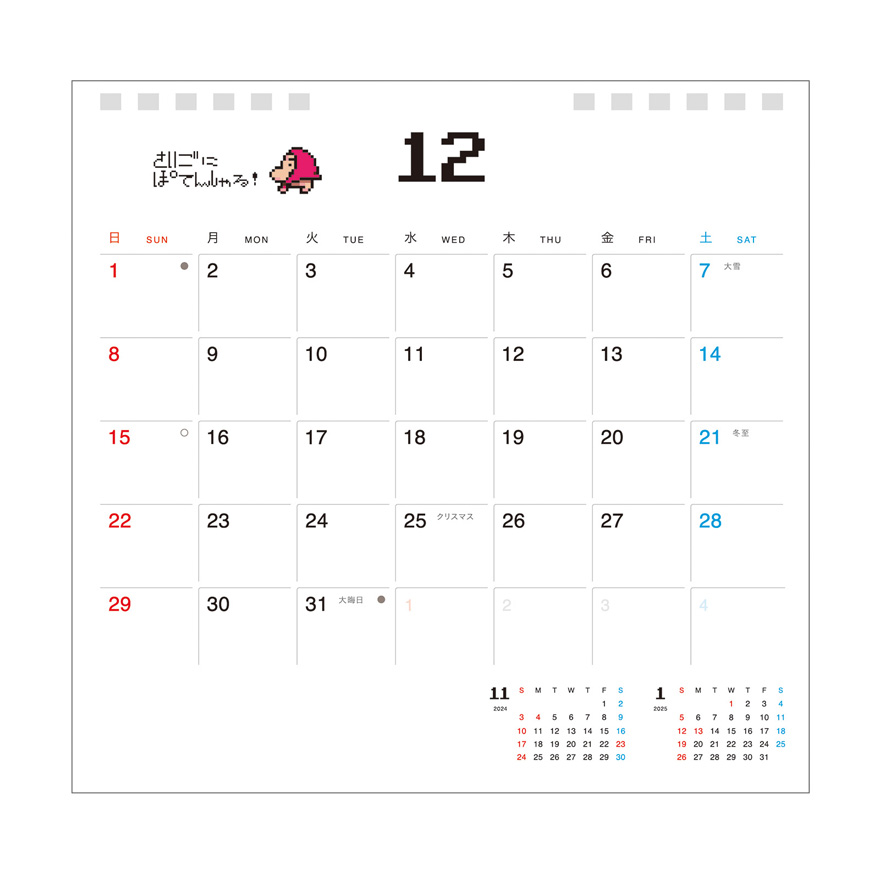 12
さいごに
ぽてんしゃる!
日 SUN 月 MON 火 TUE 水 WED 木 THU 金 FRI 土 SAT
1 2 3 4 5 6 7 大雪
8 9 10 11 12 13 14
15 16 17 18 19 20 21 冬至
22 23 24 25 クリスマス 26 27 28
29 30 31 大晦日 1 2 3 4
11
2024
S M T W T F S
1 2
3 4 5 6 7 8 9
10 11 12 13 14 15 16
17 18 19 20 21 22 23
24 25 26 27 28 29 30
1
2025
S M T W T F S
1 2 3 4
5 6 7 8 9 10 11
12 13 14 15 16 17 18
19 20 21 22 23 24 25
26 27 28 29 30 31